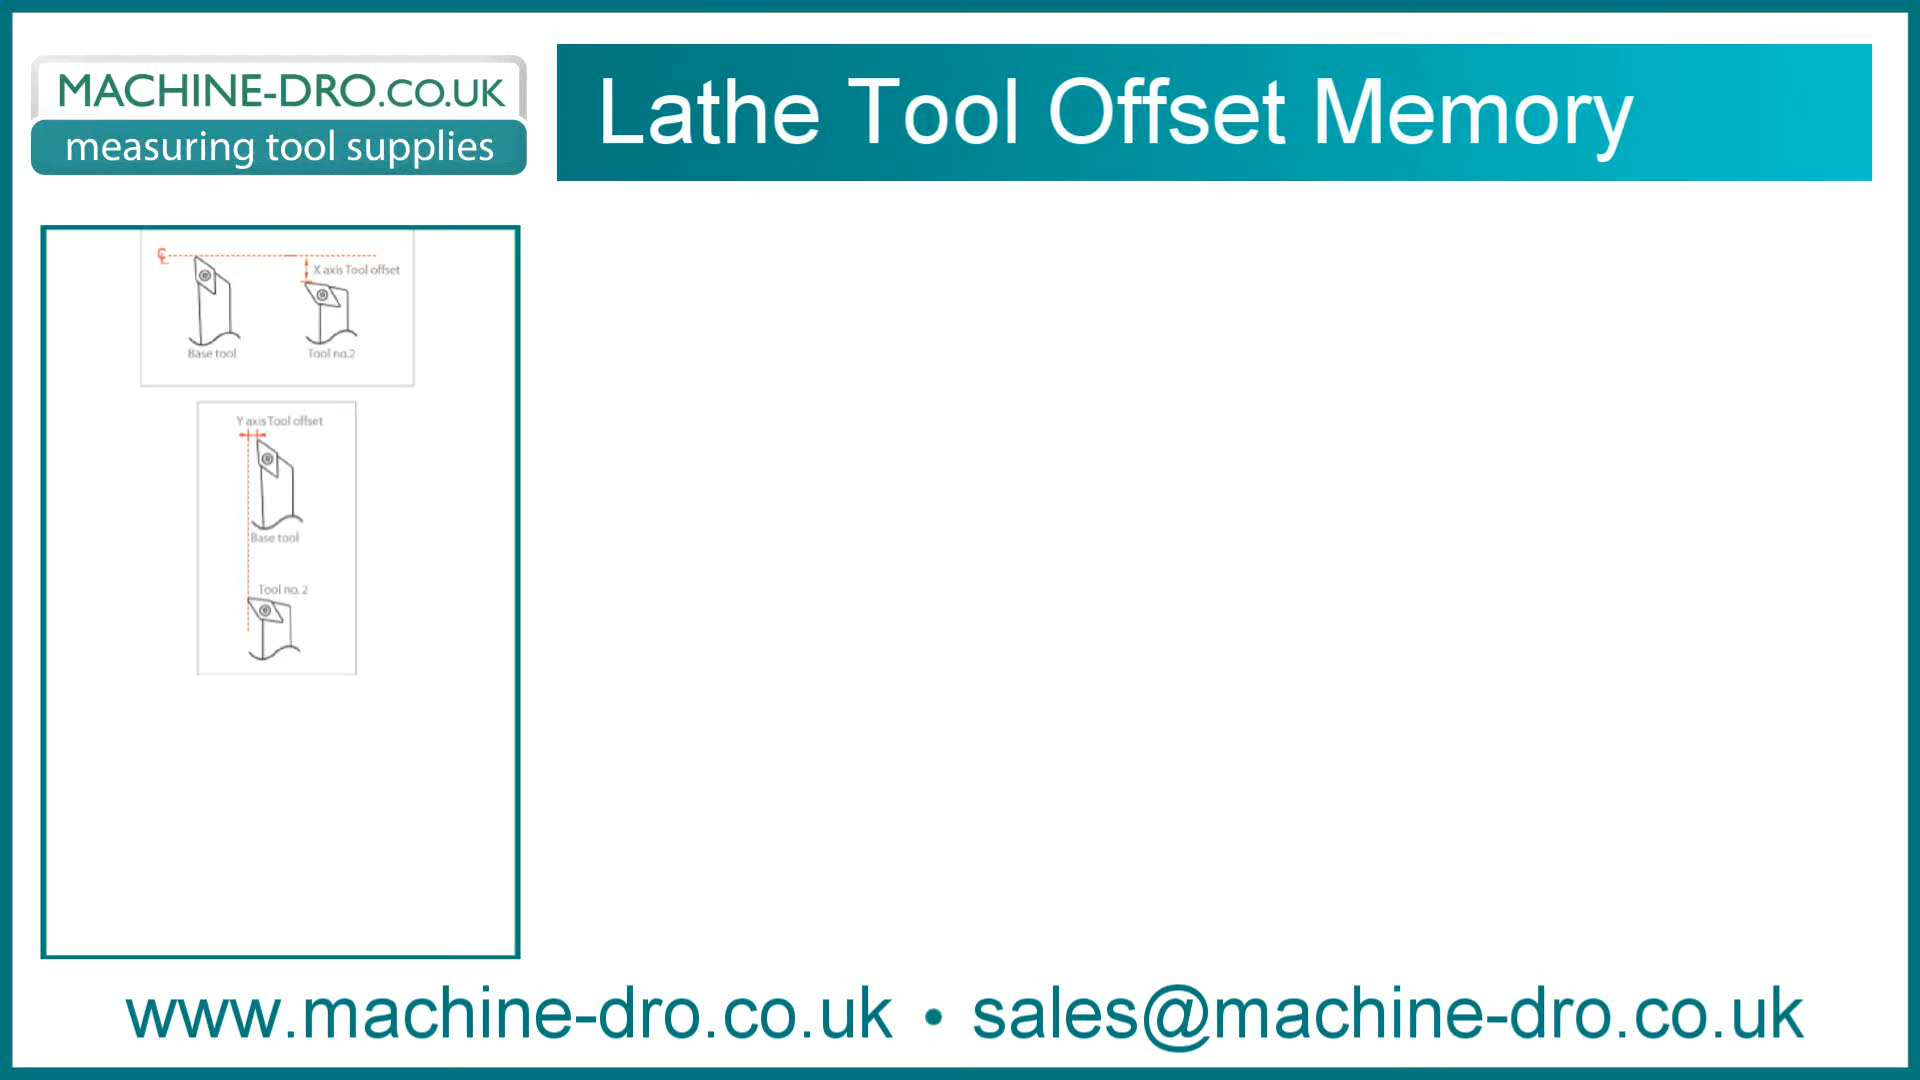 MACHINE-DRO.CO.UK
measuring tool supplies
Lathe Tool Offset Memory
℄
X axis Tool offset
Base tool
Tool no.2
Y axis Tool offset
Base tool
Tool no. 2
www.machine-dro.co.uk • sales@machine-dro.co.uk